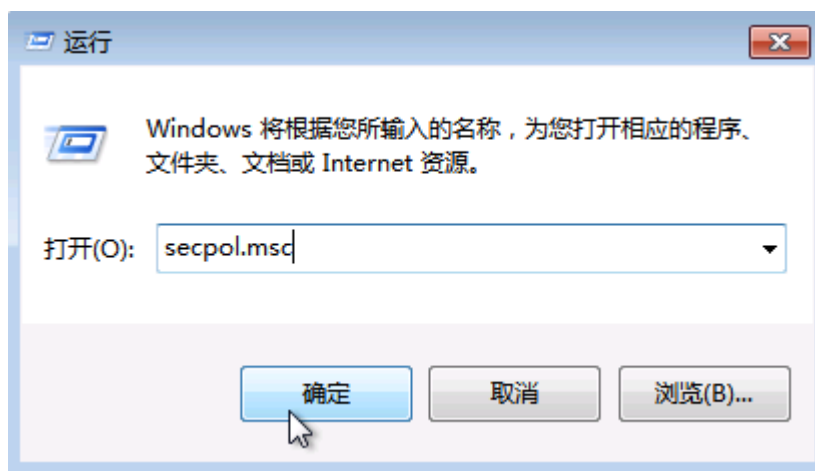 运行
Windows 将根据您所输入的名称，为您打开相应的程序、
文件夹、文档或 Internet 资源。
打开(O): secpol.msc
确定 取消 浏览(B)...